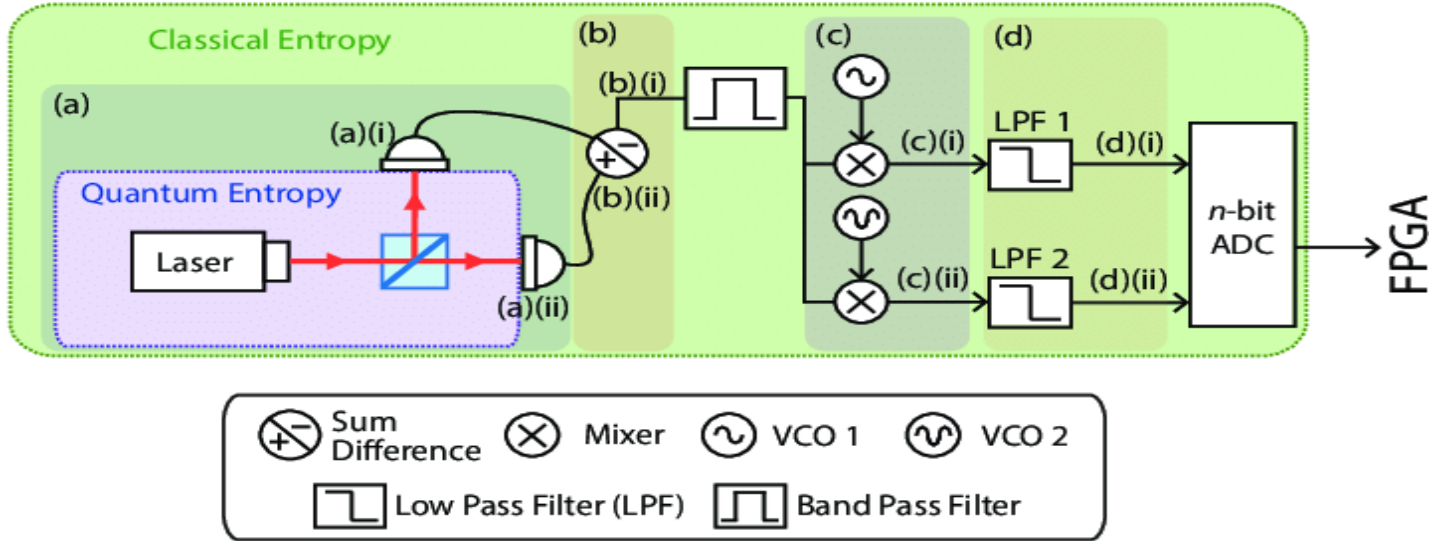 Classical Entropy
(a)
(b)
(c)
(d)
(a)(i)
(b)(i)
(c)(i)
LPF 1
(d)(i)
Quantum Entropy
(b)(ii)
Laser
(a)(ii)
(c)(ii)
LPF 2
(d)(ii)
n-bit
ADC
FPGA
Sum
Difference
Mixer
VCO 1
VCO 2
Low Pass Filter (LPF)
Band Pass Filter